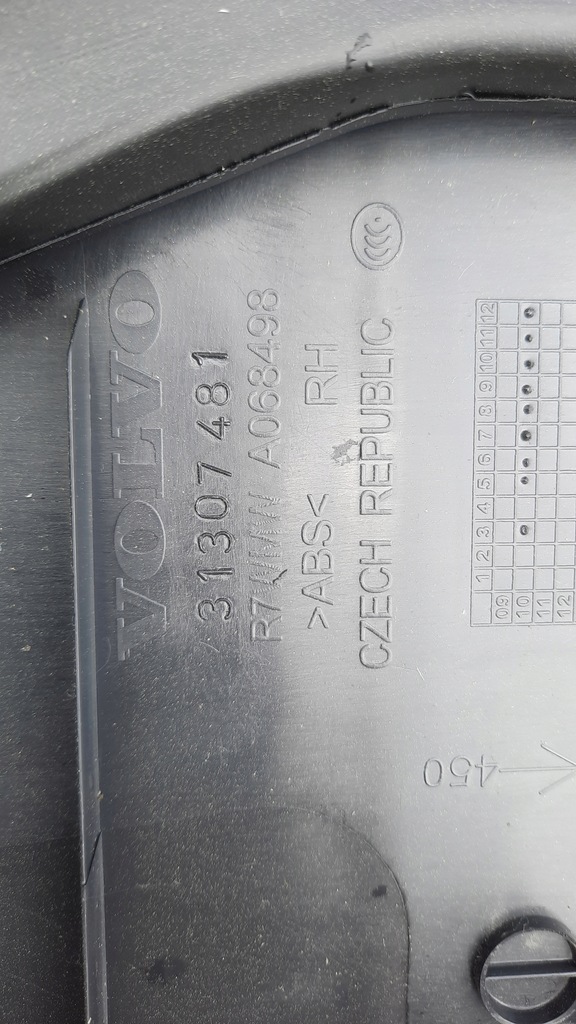 VOLVO
31307481
A068498
>ABS< RH
CZECH REPUBLIC
CCC
1 2 3 4 5 6 7 8 9 10 11 12
09
10
11
12
450